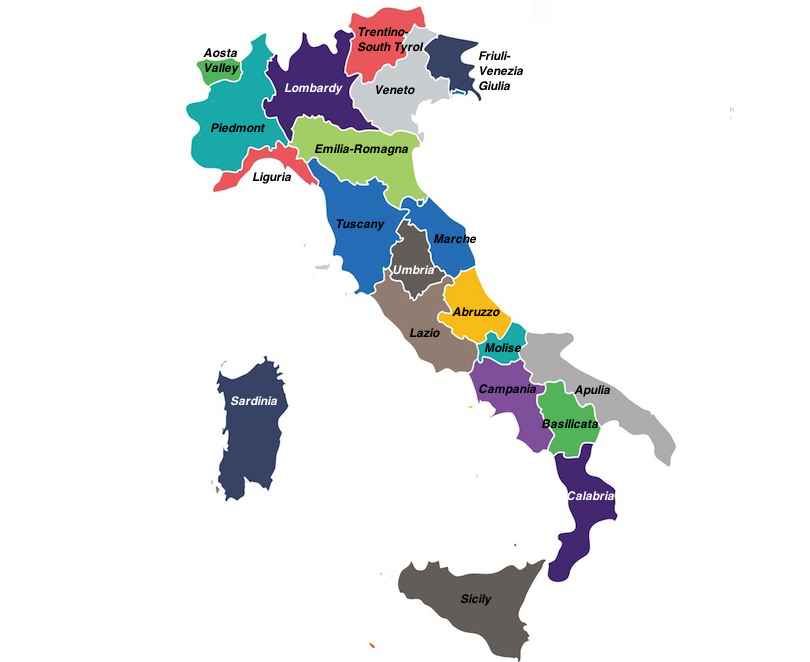 Trentino-
South Tyrol
Aosta
Valley
Friuli-
Venezia
Giulia
Lombardy
Veneto
Piedmont
Emilia-Romagna
Liguria
Tuscany
Marche
Umbria
Abruzzo
Lazio
Molise
Campania
Apulia
Sardinia
Basilicata
Calabria
Sicily